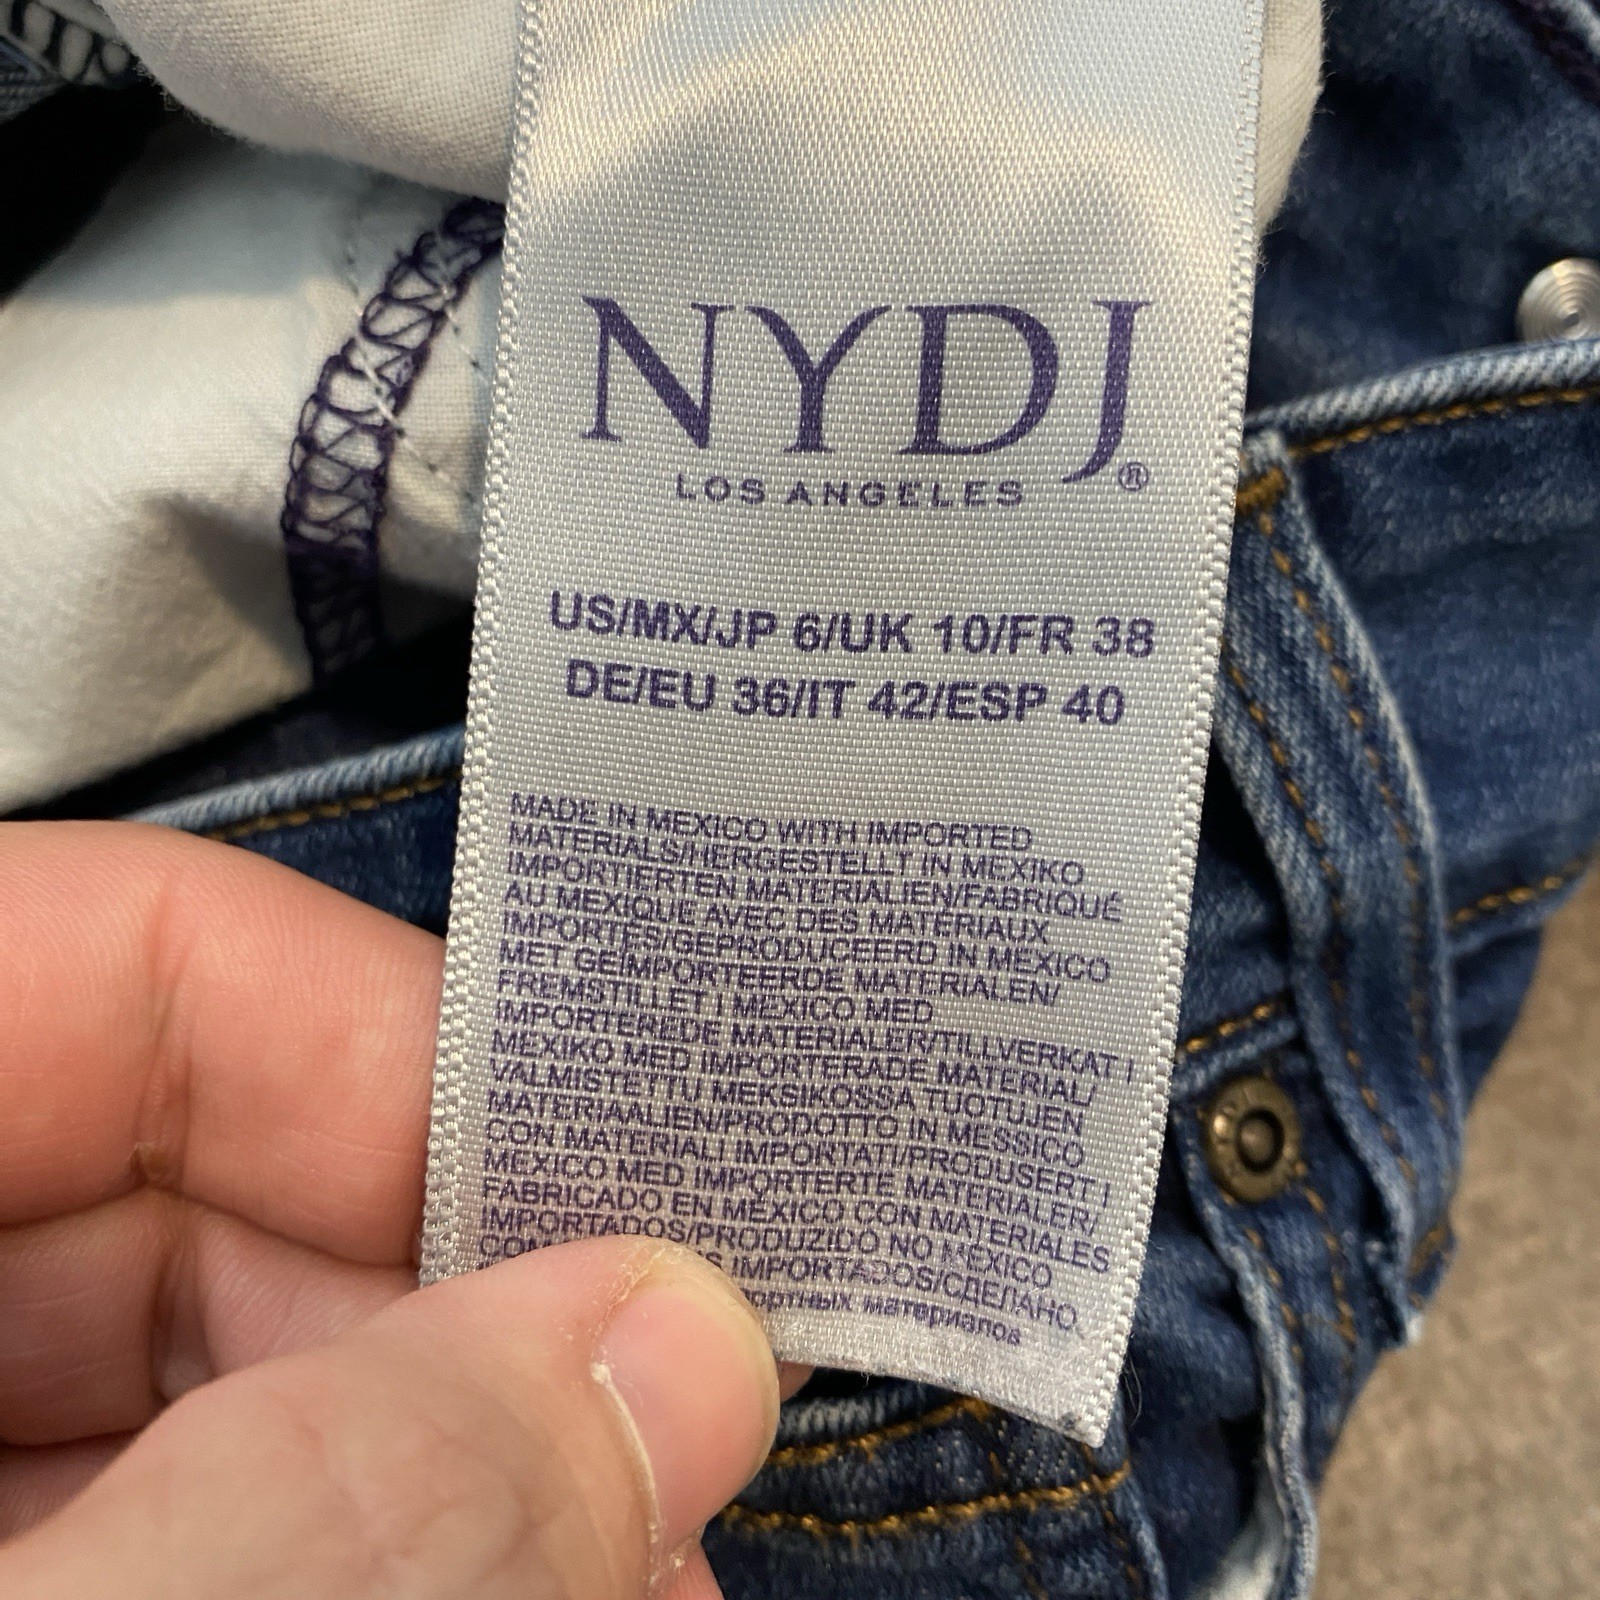 NYDJ®
LOS ANGELES
US/MX/JP 6/UK 10/FR 38
DE/EU 36/IT 42/ESP 40
MADE IN MEXICO WITH IMPORTED
MATERIALS/HERGESTELLT IN MEXIKO
IMPORTIERTEN MATERIALIEN/FABRIQUÉ
AU MEXIQUE AVEC DES MATÉRIAUX
IMPORTÉS/GEPRODUCEERD IN MEXICO
MET GEÏMPORTEERDE MATERIALEN/
FREMSTILLET I MEXICO MED
IMPORTEREDE MATERIALER/TILLVERKAT I
MEXIKO MED IMPORTERADE MATERIAL/
VALMISTETTU MEKSIKOSSA TUOTUJEN
MATERIAALIEN/PRODOTTO IN MESSICO
CON MATERIALI IMPORTATI/PRODUSERT I
MEXICO MED IMPORTERTE MATERIALER/
FABRICADO EN MÉXICO CON MATERIALES
IMPORTADOS/PRODUZIDO NO MÉXICO
IMPORTADOS/СДЕЛАНО
материалов